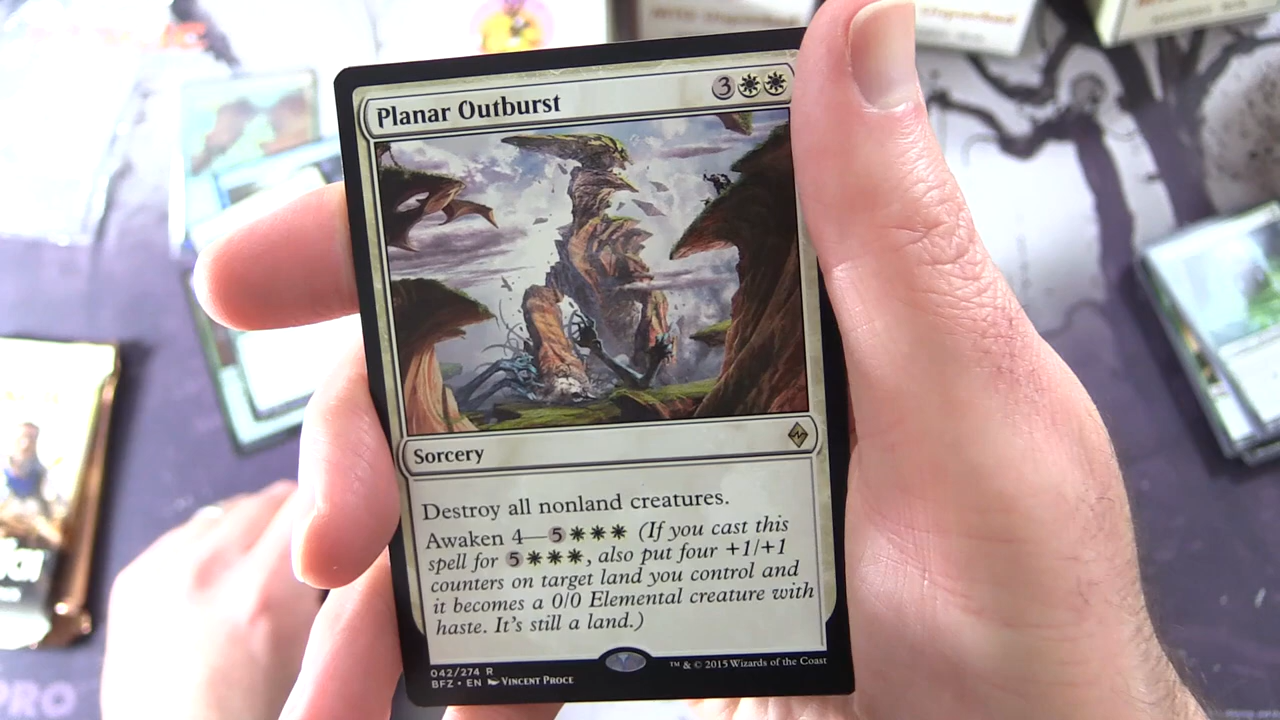 Planar Outburst 3
Sorcery
Destroy all nonland creatures.
Awaken 4—5 (If you cast this
spell for 5, also put four +1/+1
counters on target land you control and
it becomes a 0/0 Elemental creature with
haste. It's still a land.)
042/274 R
BFZ • EN Vincent Proce
™ & © 2015 Wizards of the Coast
PRO